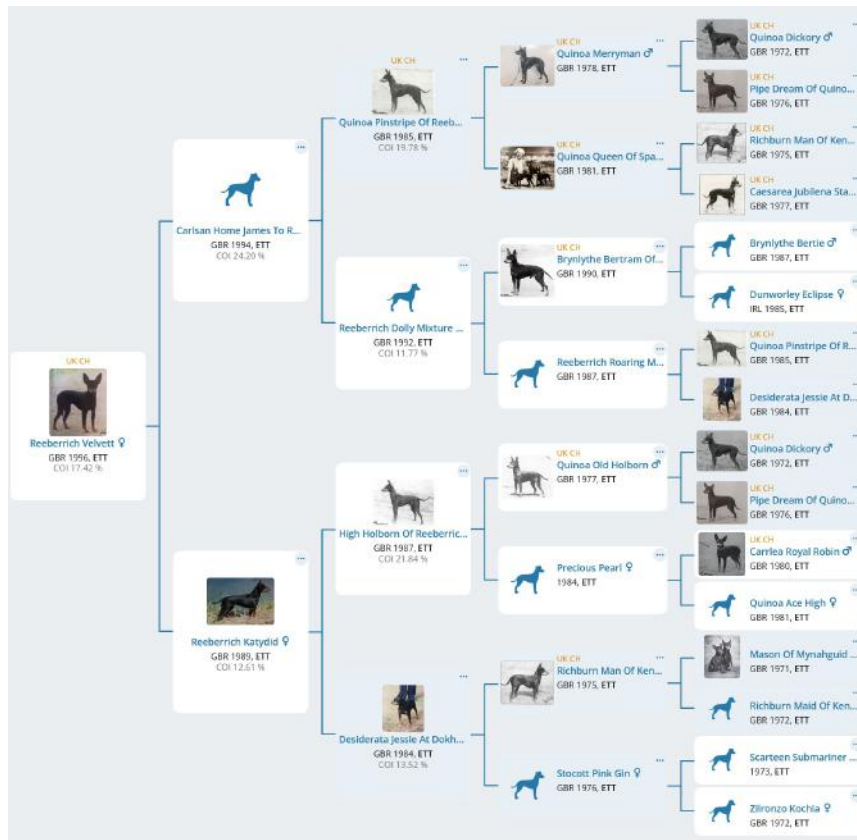 UK CH
Reeberrich Velvett ♀
GBR 1996, ETT
COI 17.42 %
Carlsan Home James To R...
GBR 1994, ETT
COI 24.20 %
Reeberrich Katydid ♀
GBR 1989, ETT
COI 12.61 %
UK CH
Quinoa Pinstripe Of Reeb...
GBR 1985, ETT
COI 19.78 %
Reeberrich Dolly Mixture ...
GBR 1992, ETT
COI 11.77 %
High Holborn Of Reeberric...
GBR 1987, ETT
COI 21.84 %
Desiderata Jessie At Dokh...
GBR 1984, ETT
COI 13.52 %
UK CH
Quinoa Merryman ♂
GBR 1978, ETT
UK CH
Quinoa Queen Of Spa...
GBR 1981, ETT
UK CH
Brynlythe Bertram Of...
GBR 1990, ETT
Reeberrich Roaring M...
GBR 1987, ETT
UK CH
Quinoa Old Holborn ♂
GBR 1977, ETT
Precious Pearl ♀
1984, ETT
UK CH
Richburn Man Of Ken...
GBR 1975, ETT
Stocott Pink Gin ♀
GBR 1976, ETT
UK CH
Quinoa Dickory ♂
GBR 1972, ETT
UK CH
Pipe Dream Of Quino...
GBR 1976, ETT
UK CH
Richburn Man Of Ken...
GBR 1975, ETT
UK CH
Caesarea Jubilena Sta...
GBR 1977, ETT
Brynlythe Bertie ♂
GBR 1987, ETT
Dunworley Eclipse ♀
IRL 1985, ETT
UK CH
Quinoa Pinstripe Of R...
GBR 1985, ETT
Desiderata Jessie At D...
GBR 1984, ETT
UK CH
Quinoa Dickory ♂
GBR 1972, ETT
UK CH
Pipe Dream Of Quino...
GBR 1976, ETT
UK CH
Carrlea Royal Robin ♂
GBR 1980, ETT
Quinoa Ace High ♀
GBR 1981, ETT
Mason Of Mynahguid ...
GBR 1971, ETT
Richburn Maid Of Ken...
GBR 1972, ETT
Scarteen Submariner ...
1973, ETT
Zlironzo Kochia ♀
GBR 1972, ETT